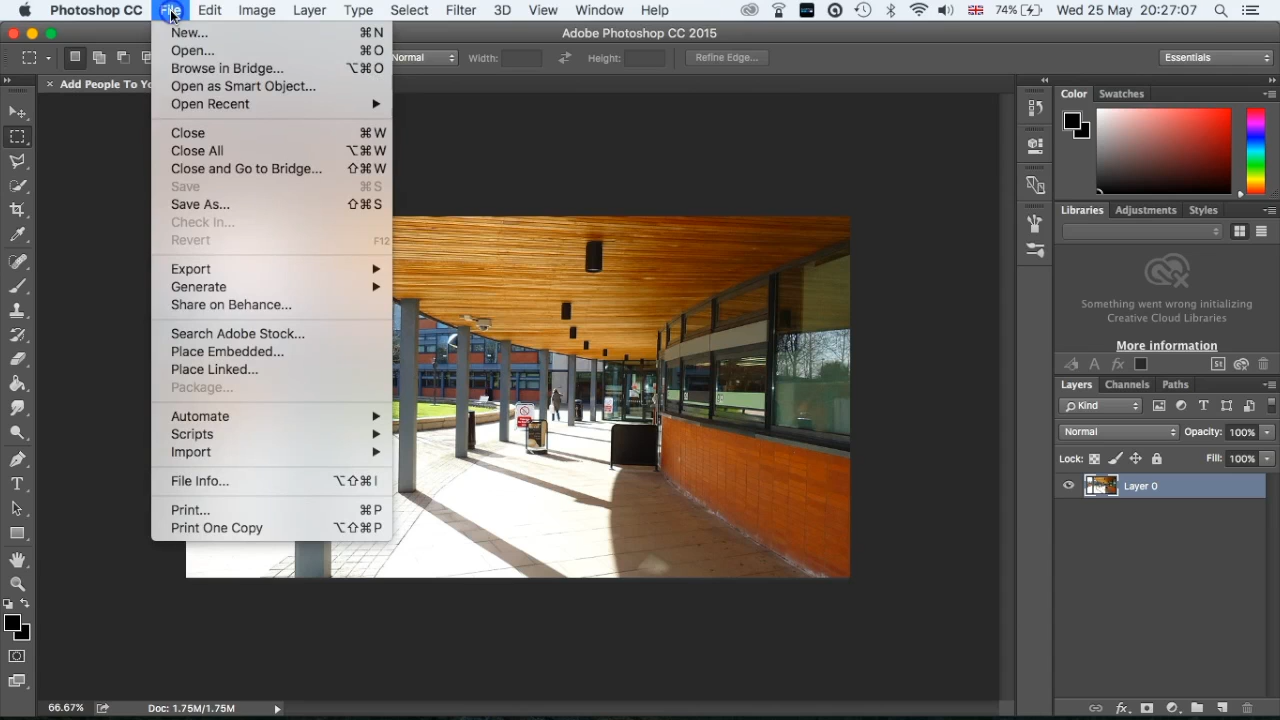 Photoshop CC File Edit Image Layer Type Select Filter 3D View Window Help 74% Wed 25 May 20:27:07
Adobe Photoshop CC 2015
Normal Width: Height: Refine Edge... Essentials
× Add People To Yo
New... ⌘N
Open... ⌘O
Browse in Bridge... ⌥⌘O
Open as Smart Object...
Open Recent
Close ⌘W
Close All ⌥⌘W
Close and Go to Bridge... ⇧⌘W
Save ⌘S
Save As... ⇧⌘S
Check In...
Revert F12
Export
Generate
Share on Behance...
Search Adobe Stock...
Place Embedded...
Place Linked...
Package...
Automate
Scripts
Import
File Info... ⌥⇧⌘I
Print... ⌘P
Print One Copy ⌥⇧⌘P
Color Swatches
Libraries Adjustments Styles
Something went wrong initializing
Creative Cloud Libraries
More information
St
Layers Channels Paths
Kind
Normal Opacity: 100%
Lock: Fill: 100%
Layer 0
66.67% Doc: 1.75M/1.75M